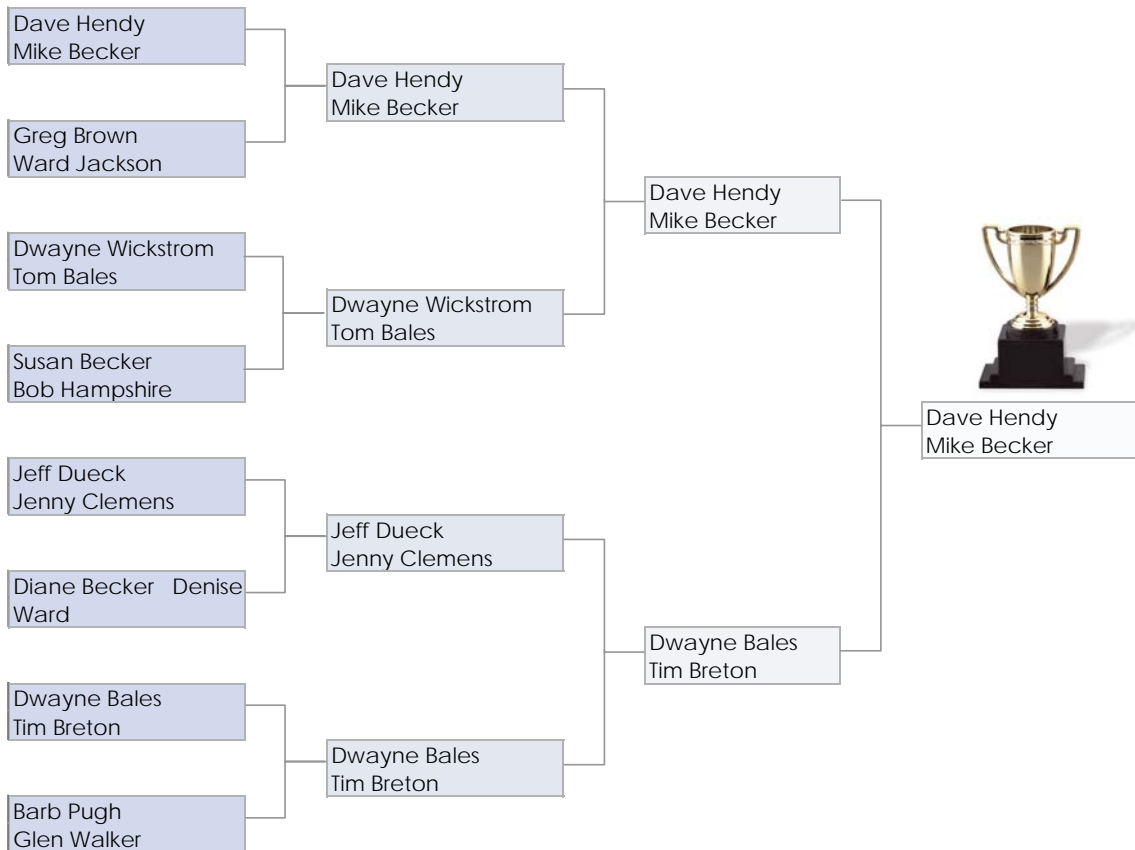 Dave Hendy
Mike Becker
Dave Hendy
Mike Becker
Greg Brown
Ward Jackson
Dave Hendy
Mike Becker
Dwayne Wickstrom
Tom Bales
Dwayne Wickstrom
Tom Bales
Susan Becker
Bob Hampshire
Dave Hendy
Mike Becker
Jeff Dueck
Jenny Clemens
Jeff Dueck
Jenny Clemens
Diane Becker Denise
Ward
Dwayne Bales
Tim Breton
Dwayne Bales
Tim Breton
Dwayne Bales
Tim Breton
Barb Pugh
Glen Walker